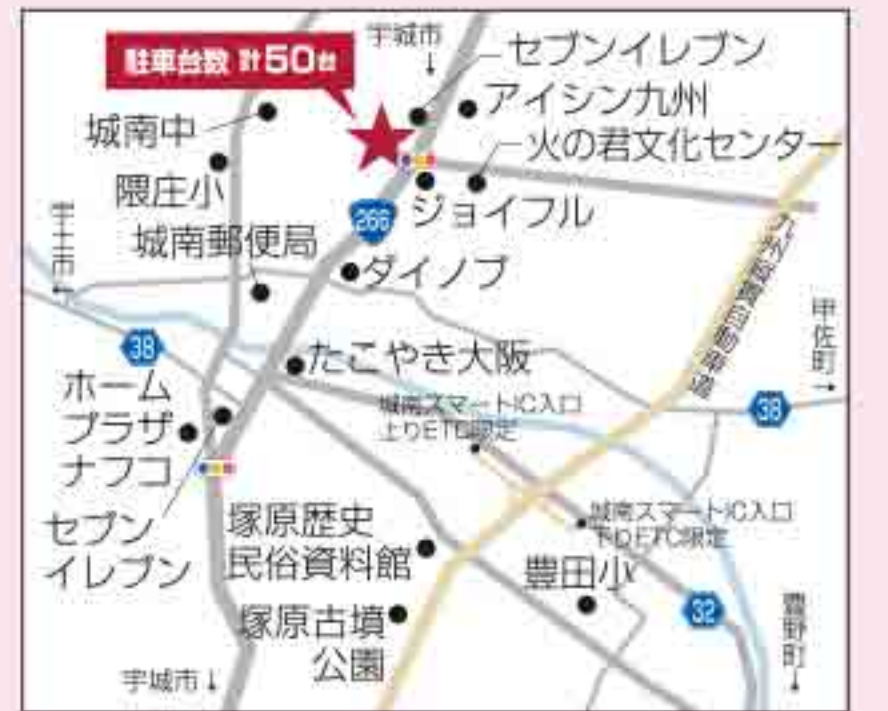 駐車台数 計50台
宇城市
↓
セブンイレブン
アイシン九州
城南中
火の君文化センター
隈庄小
ジョイフル
266
宇土市↓
城南郵便局
ダイノブ
九州縦貫自動車道
甲佐町↓
38
たこやき大阪
ホーム
プラザ
ナフコ
城南スマートIC入口
上りETC限定
38
セブン
イレブン
塚原歴史
民俗資料館
城南スマートIC入口
下りETC限定
豊田小
32
豊野町↓
塚原古墳
公園
宇城市↓